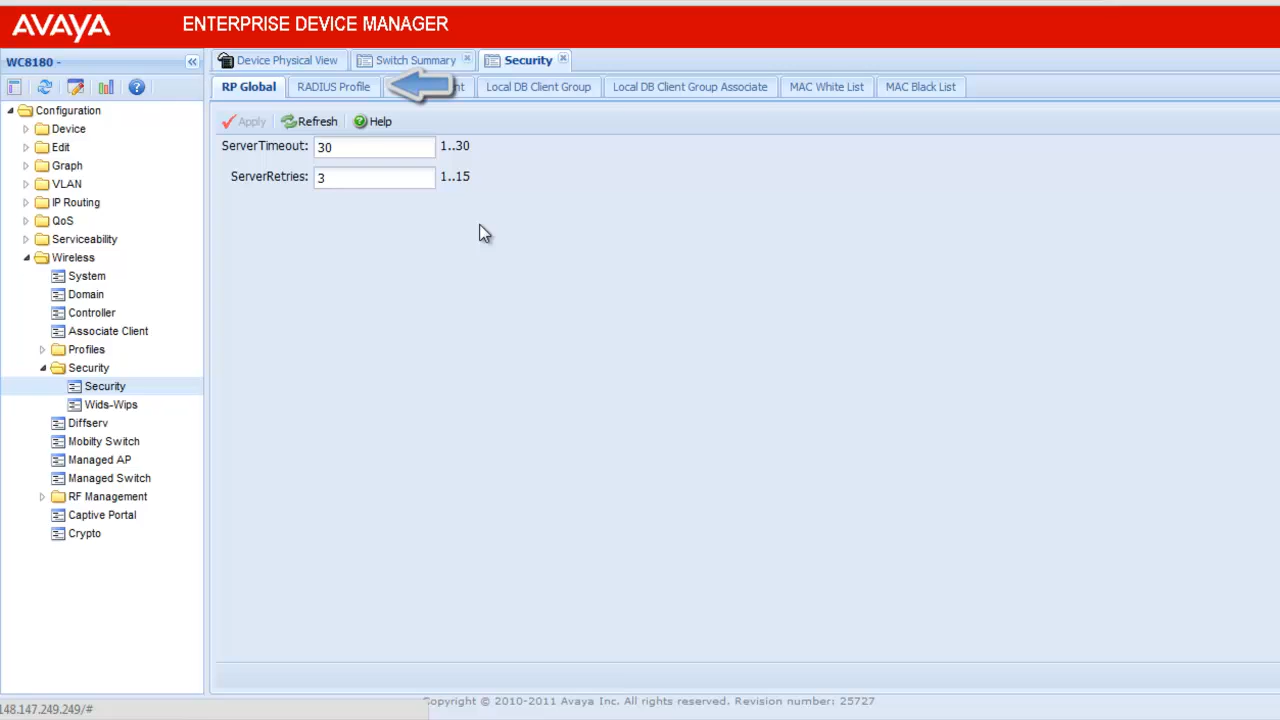 AVAYA ENTERPRISE DEVICE MANAGER
WC8180 -
Device Physical View
Switch Summary
Security
RP Global
RADIUS Profile
Local DB Client Group
Local DB Client Group Associate
MAC White List
MAC Black List
Apply
Refresh
Help
ServerTimeout: 30 1..30
ServerRetries: 3 1..15
Configuration
Device
Edit
Graph
VLAN
IP Routing
QoS
Serviceability
Wireless
System
Domain
Controller
Associate Client
Profiles
Security
Security
Wids-Wips
Diffserv
Mobilty Switch
Managed AP
Managed Switch
RF Management
Captive Portal
Crypto
148.147.249.249/#
Copyright © 2010-2011 Avaya Inc. All rights reserved. Revision number: 25727